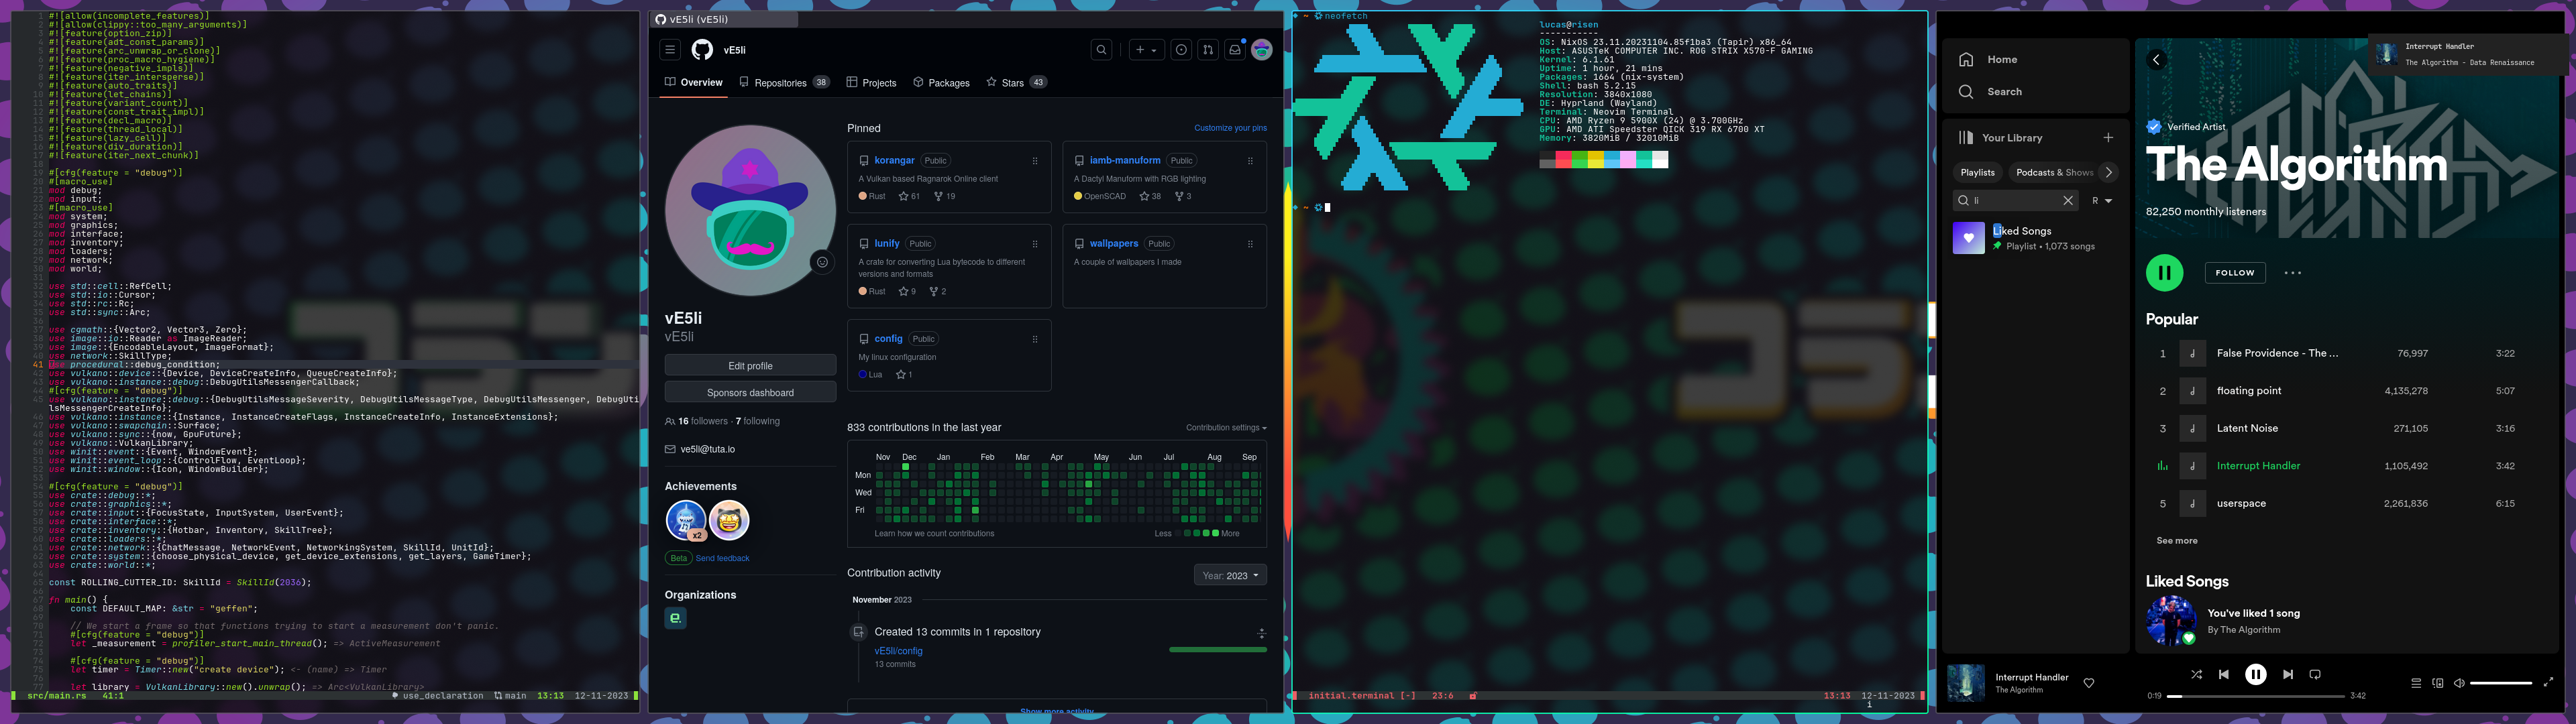 1 #![allow(incomplete_features)]
2 #![allow(clippy::too_many_arguments)]
3 #![feature(option_zip)]
4 #![feature(adt_const_params)]
5 #![feature(arc_unwrap_or_clone)]
6 #![feature(proc_macro_hygiene)]
7 #![feature(negative_impls)]
8 #![feature(iter_intersperse)]
9 #![feature(auto_traits)]
10 #![feature(let_chains)]
11 #![feature(variant_count)]
12 #![feature(const_trait_impl)]
13 #![feature(decl_macro)]
14 #![feature(thread_local)]
15 #![feature(lazy_cell)]
16 #![feature(div_duration)]
17 #![feature(iter_next_chunk)]
18
19 #[cfg(feature = "debug")]
20 #[macro_use]
21 mod debug;
22 mod input;
23 #[macro_use]
24 mod system;
25 mod graphics;
26 mod interface;
27 mod inventory;
28 mod loaders;
29 mod network;
30 mod world;
31
32 use std::cell::RefCell;
33 use std::io::Cursor;
34 use std::rc::Rc;
35 use std::sync::Arc;
36
37 use cgmath::{Vector2, Vector3, Zero};
38 use image::io::Reader as ImageReader;
39 use image::{EncodableLayout, ImageFormat};
40 use network::SkillType;
41 use procedural::debug_condition;
42 use vulkano::device::{Device, DeviceCreateInfo, QueueCreateInfo};
43 use vulkano::instance::debug::DebugUtilsMessengerCallback;
44 #[cfg(feature = "debug")]
45 use vulkano::instance::debug::{DebugUtilsMessageSeverity, DebugUtilsMessageType, DebugUtilsMessenger, DebugUti
lsMessengerCreateInfo};
46 use vulkano::instance::{Instance, InstanceCreateFlags, InstanceCreateInfo, InstanceExtensions};
47 use vulkano::swapchain::Surface;
48 use vulkano::sync::{now, GpuFuture};
49 use vulkano::VulkanLibrary;
50 use winit::event::{Event, WindowEvent};
51 use winit::event_loop::{ControlFlow, EventLoop};
52 use winit::window::{Icon, WindowBuilder};
53
54 #[cfg(feature = "debug")]
55 use crate::debug::*;
56 use crate::graphics::*;
57 use crate::input::{FocusState, InputSystem, UserEvent};
58 use crate::interface::*;
59 use crate::inventory::{Hotbar, Inventory, SkillTree};
60 use crate::loaders::*;
61 use crate::network::{ChatMessage, NetworkEvent, NetworkingSystem, SkillId, UnitId};
62 use crate::system::{choose_physical_device, get_device_extensions, get_layers, GameTimer};
63 use crate::world::*;
64
65 const ROLLING_CUTTER_ID: SkillId = SkillId(2036);
66
67 fn main() {
68 const DEFAULT_MAP: &str = "geffen";
69
70 // We start a frame so that functions trying to start a measurement don't panic.
71 #[cfg(feature = "debug")]
72 let _measurement = profiler_start_main_thread(); => ActiveMeasurement
73
74 #[cfg(feature = "debug")]
75 let timer = Timer::new("create device"); <- (name) => Timer
76
77 let library = VulkanLibrary::new().unwrap(); => Arc<VulkanLibrary>
src/main.rs 41:1 use_declaration main 13:13 12-11-2023
vE5li (vE5li)
vE5li
Overview Repositories 38 Projects Packages Stars 43
vE5li
vE5li
Edit profile
Sponsors dashboard
16 followers · 7 following
ve5li@tuta.io
Achievements
x2
Beta Send feedback
Organizations
Pinned Customize your pins
korangar Public
A Vulkan based Ragnarok Online client
Rust 61 19
iamb-manuform Public
A Dactyl Manuform with RGB lighting
OpenSCAD 38 3
lunify Public
A crate for converting Lua bytecode to different
versions and formats
Rust 9 2
wallpapers Public
A couple of wallpapers I made
config Public
My linux configuration
Lua 1
833 contributions in the last year Contribution settings
Nov Dec Jan Feb Mar Apr May Jun Jul Aug Sep
Mon
Wed
Fri
Learn how we count contributions Less More
Contribution activity Year: 2023
November 2023
Created 13 commits in 1 repository
vE5li/config
13 commits
Show more activity
~ neofetch
lucas@risen
-----------
OS: NixOS 23.11.20231104.85f1ba3 (Tapir) x86_64
Host: ASUSTeK COMPUTER INC. ROG STRIX X570-F GAMING
Kernel: 6.1.61
Uptime: 1 hour, 21 mins
Packages: 1664 (nix-system)
Shell: bash 5.2.15
Resolution: 3840x1080
DE: Hyprland (Wayland)
Terminal: Neovim Terminal
CPU: AMD Ryzen 9 5900X (24) @ 3.700GHz
GPU: AMD ATI Speedster QICK 319 RX 6700 XT
Memory: 3820MiB / 32010MiB
~
initial.terminal [-] 23:6 13:13 12-11-2023
i
Home
Search
Your Library
Playlists Podcasts & Shows
li R
Liked Songs
Playlist • 1,073 songs
Interrupt Handler
The Algorithm - Data Renaissance
Verified Artist
The Algorithm
82,250 monthly listeners
FOLLOW
Popular
1 False Providence - The ... 76,997 3:22
2 floating point 4,135,278 5:07
3 Latent Noise 271,105 3:16
Interrupt Handler 1,105,492 3:42
5 userspace 2,261,836 6:15
See more
Liked Songs
You've liked 1 song
By The Algorithm
Interrupt Handler
The Algorithm
0:19 3:42